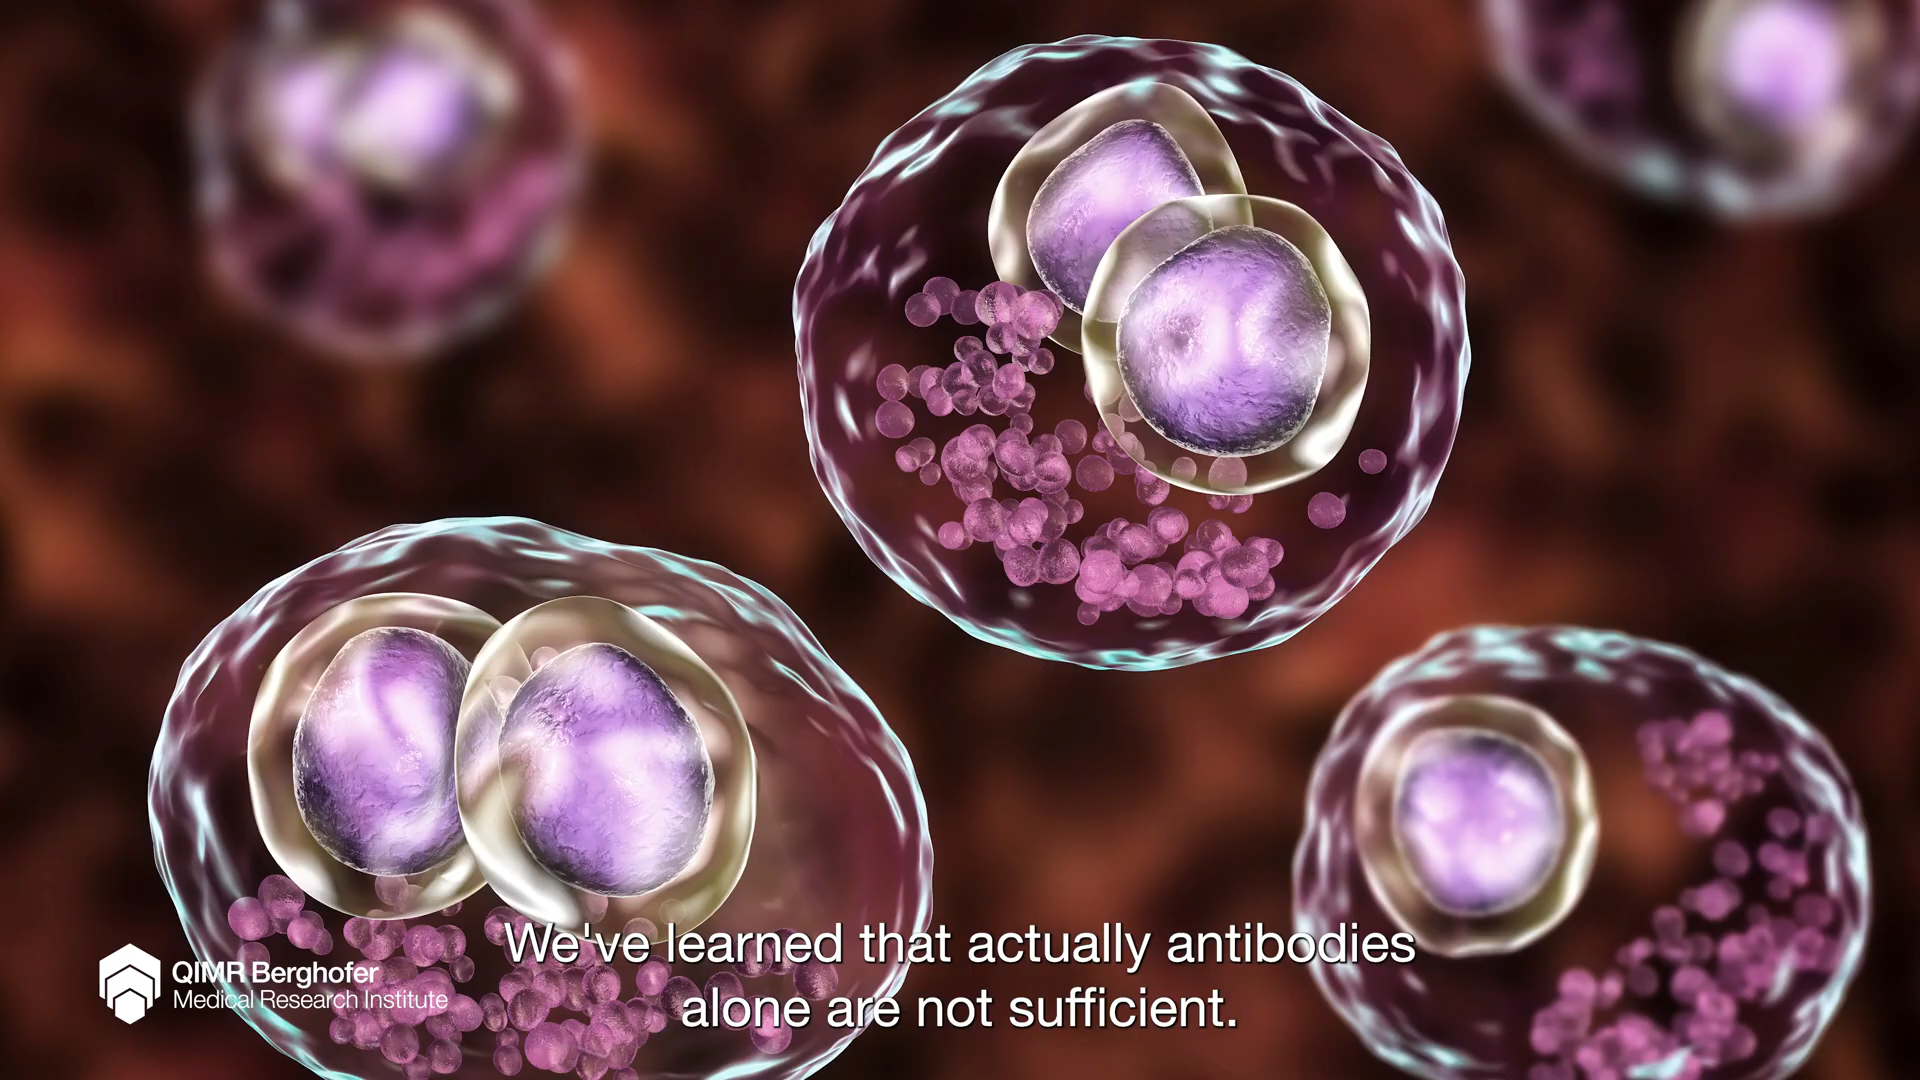 We've learned that actually antibodies
alone are not sufficient.
QIMR Berghofer
Medical Research Institute